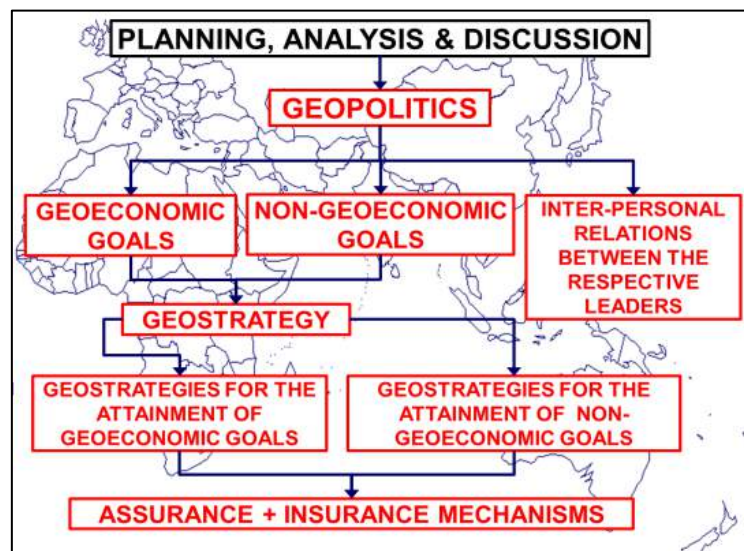 PLANNING, ANALYSIS & DISCUSSION
GEOPOLITICS
GEOECONOMIC
GOALS
NON-GEOECONOMIC
GOALS
INTER-PERSONAL
RELATIONS
BETWEEN THE
RESPECTIVE
LEADERS
GEOSTRATEGY
GEOSTRATEGIES FOR THE
ATTAINMENT OF
GEOECONOMIC GOALS
GEOSTRATEGIES FOR THE
ATTAINMENT OF NON-
GEOECONOMIC GOALS
ASSURANCE + INSURANCE MECHANISMS